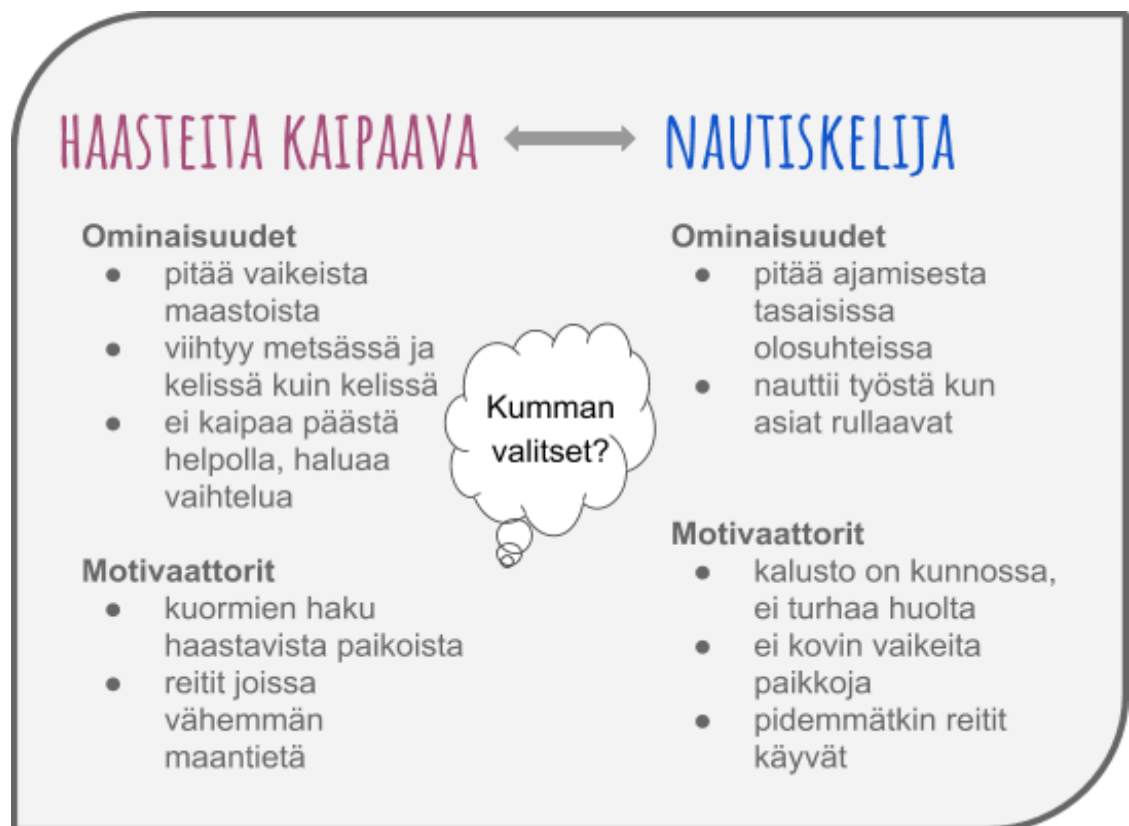 HAASTEITA KAIPAAVA
Ominaisuudet
● pitää vaikeista
maastoista
● viihtyy metsässä ja
kelissä kuin kelissä
● ei kaipaa päästä
helpolla, haluaa
vaihtelua
Motivaattorit
● kuormien haku
haastavista paikoista
● reitit joissa
vähemmän
maantietä
Kumman
valitset?
NAUTISKELIJA
Ominaisuudet
● pitää ajamisesta
tasaisissa
olosuhteissa
● nauttii työstä kun
asiat rullaavat
Motivaattorit
● kalusto on kunnossa,
ei turhaa huolta
● ei kovin vaikeita
paikkoja
● pidemmätkin reitit
käyvät